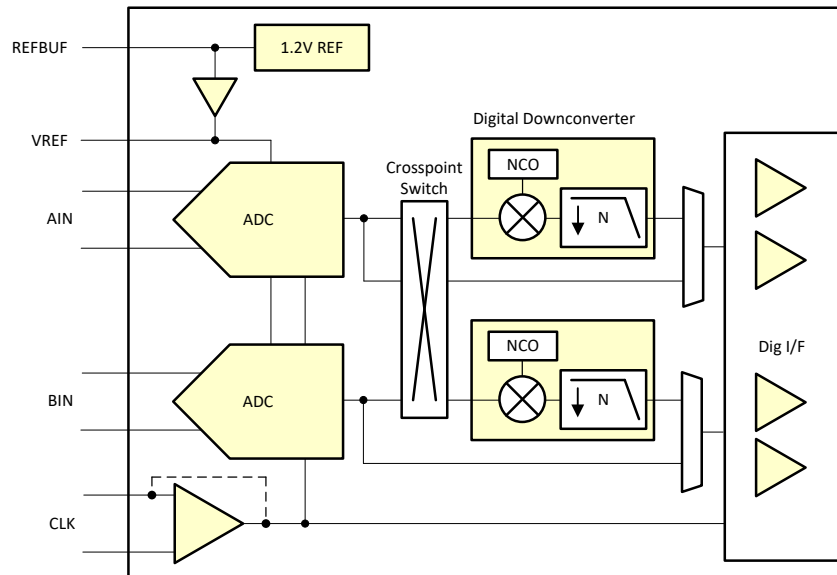 REFBUF
1.2V REF
VREF
Digital Downconverter
NCO
Crosspoint
Switch
AIN
ADC
N
NCO
Dig I/F
BIN
ADC
N
CLK